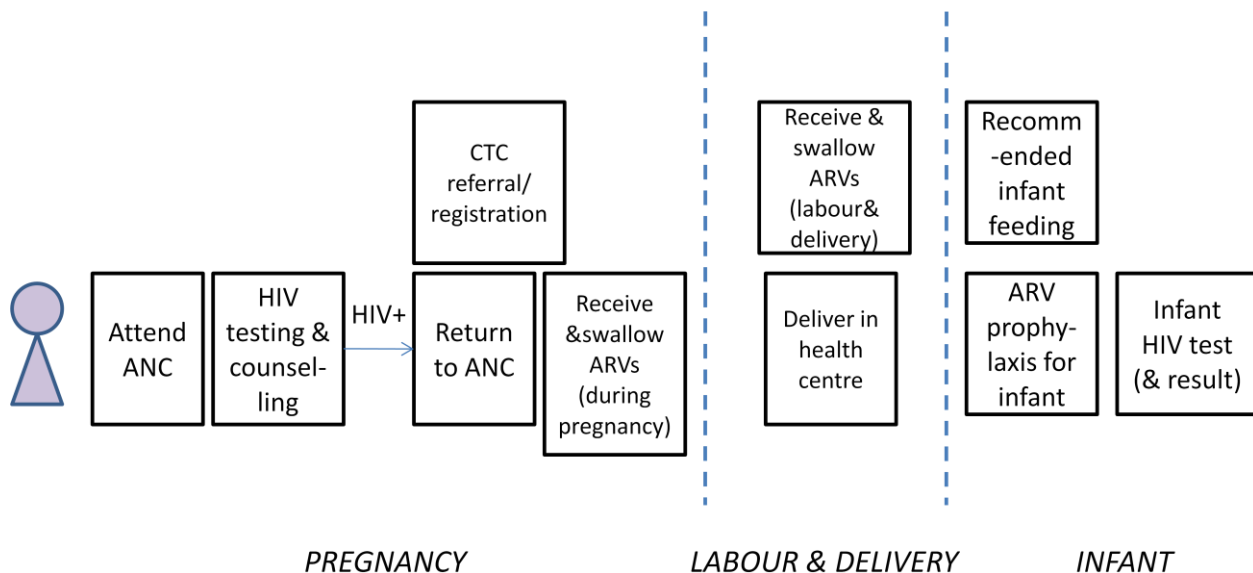 CTC
referral/
registration
Receive &
swallow
ARVs
(labour&
delivery)
Recomm
-ended
infant
feeding
Attend
ANC
HIV
testing &
counsel-
ling
HIV+
Return
to ANC
Receive
&swallow
ARVs
(during
pregnancy)
Deliver in
health
centre
ARV
prophy-
laxis for
infant
Infant
HIV test
(& result)
PREGNANCY
LABOUR & DELIVERY
INFANT